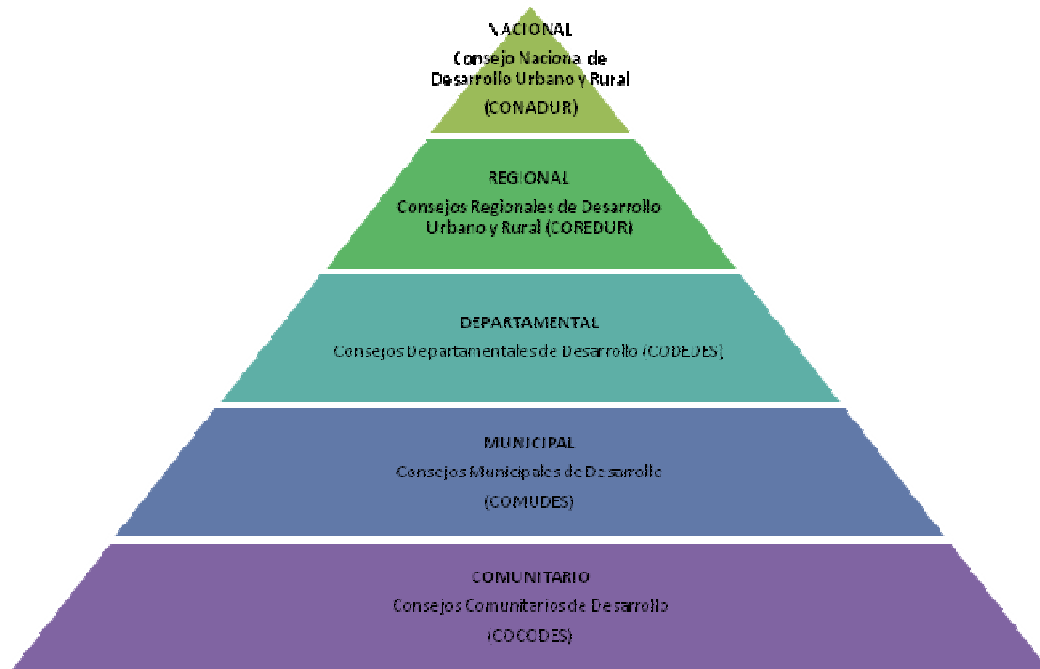 NACIONAL
Consejo Nacional de
Desarrollo Urbano y Rural
(CONADUR)
REGIONAL
Consejos Regionales de Desarrollo
Urbano y Rural (COREDUR)
DEPARTAMENTAL
Consejos Departamentales de Desarrollo (CODEDES)
MUNICIPAL
Consejos Municipales de Desarrollo
(COMUDES)
COMUNITARIO
Consejos Comunitarios de Desarrollo
(COCODES)